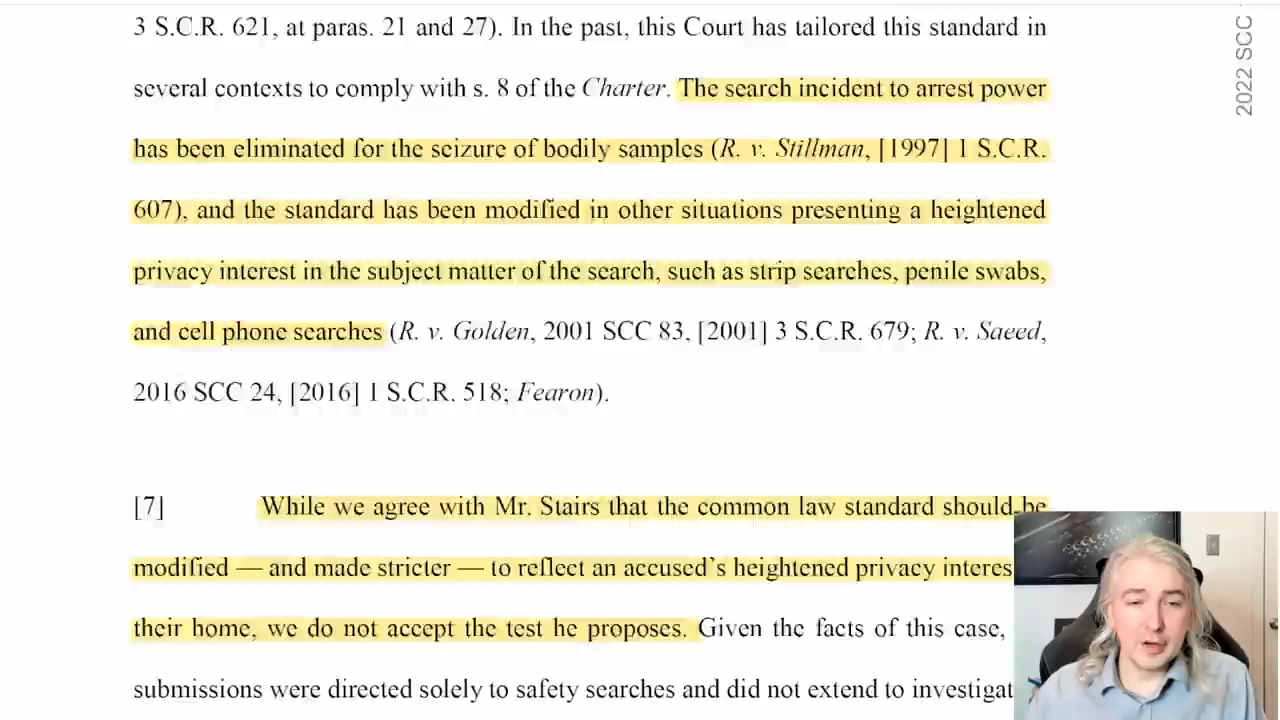 3 S.C.R. 621, at paras. 21 and 27). In the past, this Court has tailored this standard in
several contexts to comply with s. 8 of the Charter. The search incident to arrest power
has been eliminated for the seizure of bodily samples (R. v. Stillman, [1997] 1 S.C.R.
607), and the standard has been modified in other situations presenting a heightened
privacy interest in the subject matter of the search, such as strip searches, penile swabs,
and cell phone searches (R. v. Golden, 2001 SCC 83, [2001] 3 S.C.R. 679; R. v. Saeed,
2016 SCC 24, [2016] 1 S.C.R. 518; Fearon).
[7] While we agree with Mr. Stairs that the common law standard should be
modified — and made stricter — to reflect an accused's heightened privacy interes
their home, we do not accept the test he proposes. Given the facts of this case,
submissions were directed solely to safety searches and did not extend to investigat
2022 SCC